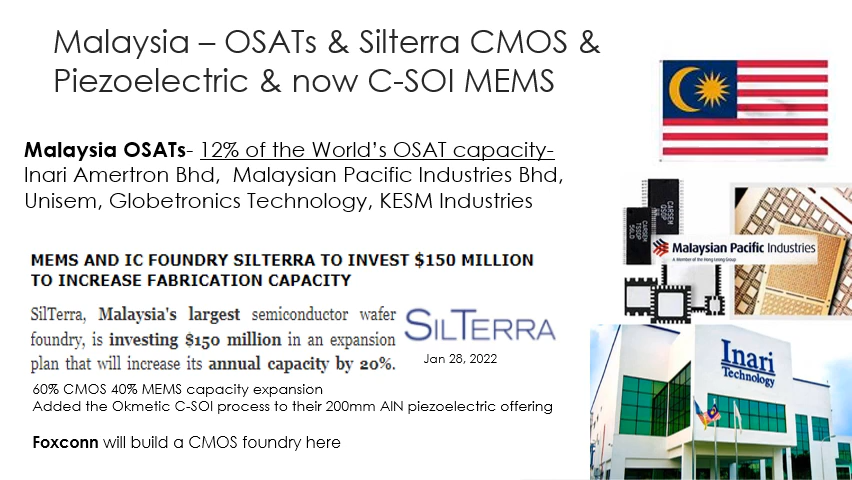 Malaysia – OSATs & Silterra CMOS &
Piezoelectric & now C-SOI MEMS
Malaysia OSATs- 12% of the World's OSAT capacity-
Inari Amertron Bhd, Malaysian Pacific Industries Bhd,
Unisem, Globetronics Technology, KESM Industries
MEMS AND IC FOUNDRY SILTERRA TO INVEST $150 MILLION
TO INCREASE FABRICATION CAPACITY
SilTerra, Malaysia's largest semiconductor wafer
foundry, is investing $150 million in an expansion
plan that will increase its annual capacity by 20%.
SILTERRA
Jan 28, 2022
60% CMOS 40% MEMS capacity expansion
Added the Okmetic C-SOI process to their 200mm AlN piezoelectric offering
Foxconn will build a CMOS foundry here
CARSEM
TSSP
56LD
CARSEM
QSOP
Malaysian Pacific Industries
A Member of the Hong Leong Group
Inari
Technology